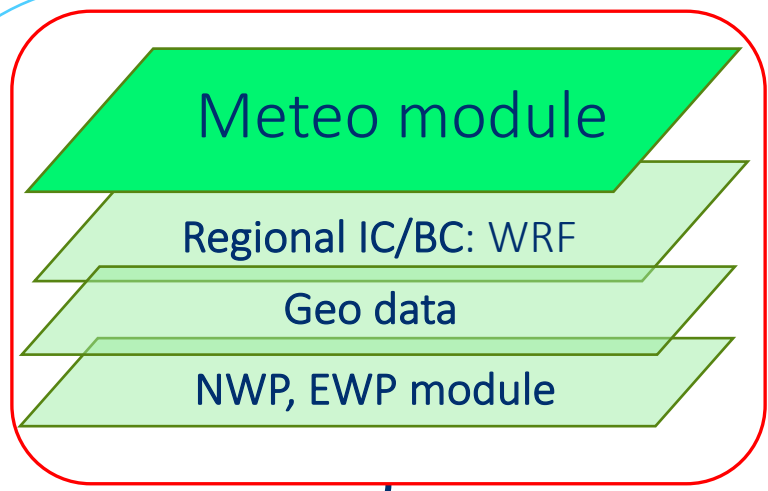 Meteo module
Regional IC/BC: WRF
Geo data
NWP, EWP module